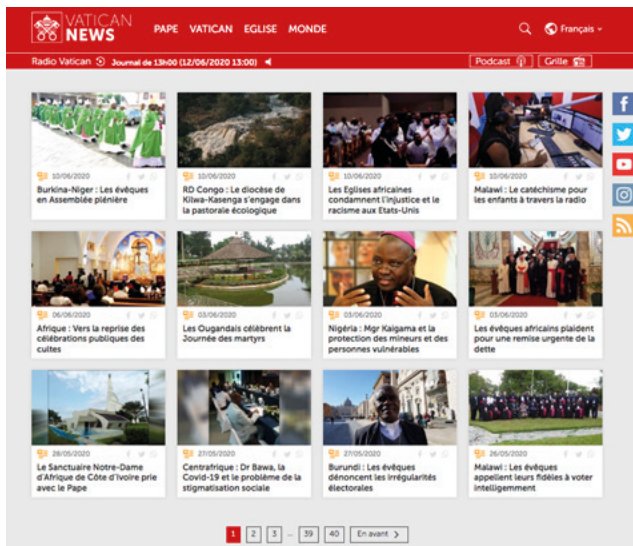 VATICAN
NEWS
PAPE VATICAN EGLISE MONDE
Français
Radio Vatican Journal de 13h00 (12/06/2020 13:00)
Podcast
Grille
10/06/2020
Burkina-Niger : Les évêques
en Assemblée plénière
10/06/2020
RD Congo : Le diocèse de
Kilwa-Kasenga s'engage dans
la pastorale écologique
10/06/2020
Les Eglises africaines
condamnent l'injustice et le
racisme aux Etats-Unis
10/06/2020
Malawi : Le catéchisme pour
les enfants à travers la radio
06/06/2020
Afrique : Vers la reprise des
célébrations publiques des
cultes
03/06/2020
Les Ougandais célèbrent la
Journée des martyrs
03/06/2020
Nigéria : Mgr Kaigama et la
protection des mineurs et des
personnes vulnérables
03/06/2020
Les évêques africains plaident
pour une remise urgente de la
dette
28/05/2020
Le Sanctuaire Notre-Dame
d'Afrique de Côte d'Ivoire prie
avec le Pape
27/05/2020
Centrafrique : Dr Bawa, la
Covid-19 et le problème de la
stigmatisation sociale
27/05/2020
Burundi : Les évêques
dénoncent les irrégularités
électorales
26/05/2020
Malawi : Les évêques
appellent leurs fidèles à voter
intelligemment
1 2 3 ... 39 40 En avant >